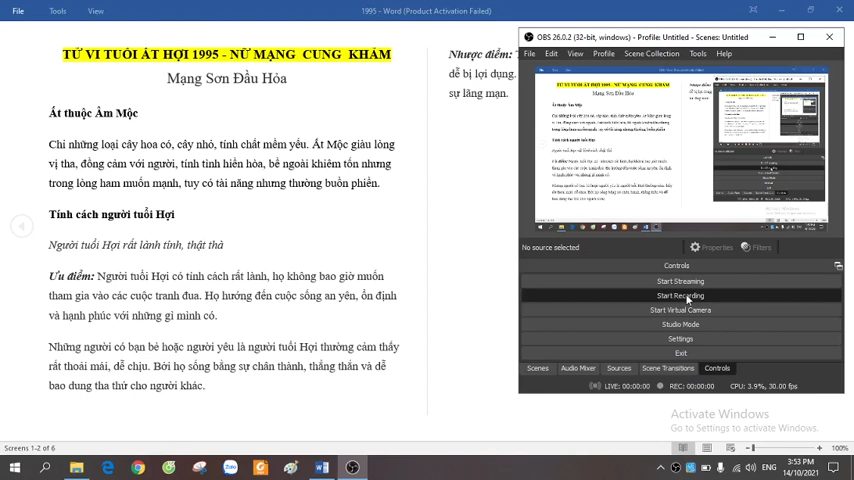 File Tools View 1995 - Word (Product Activation Failed)
TỬ VI TUỔI ẤT HỢI 1995 - NỮ MẠNG CUNG KHẢM
Mạng Sơn Đầu Hỏa
Ất thuộc Âm Mộc
Chỉ những loại cây hoa cỏ, cây nhỏ, tính chất mềm yếu. Ất Mộc giàu lòng
vị tha, đồng cảm với người, tính tình hiền hòa, bề ngoài khiêm tốn nhưng
trong lòng ham muốn mạnh, tuy có tài năng nhưng thường buồn phiền.
Tính cách người tuổi Hợi
Người tuổi Hợi rất lành tính, thật thà
Ưu điểm: Người tuổi Hợi có tính cách rất lành, họ không bao giờ muốn
tham gia vào các cuộc tranh đua. Họ hướng đến cuộc sống an yên, ổn định
và hạnh phúc với những gì mình có.
Những người có bạn bè hoặc người yêu là người tuổi Hợi thường cảm thấy
rất thoải mái, dễ chịu. Bởi họ sống bằng sự chân thành, thẳng thắn và dễ
bao dung tha thứ cho người khác.
Nhược điểm:
dễ bị lợi dụng.
sự lãng mạn.
OBS 26.0.2 (32-bit, windows) - Profile: Untitled - Scenes: Untitled
File Edit View Profile Scene Collection Tools Help
No source selected Properties Filters
Controls
Start Streaming
Start Recording
Start Virtual Camera
Studio Mode
Settings
Exit
Scenes Audio Mixer Sources Scene Transitions Controls
LIVE: 00:00:00 REC: 00:00:00 CPU: 3.9%, 30.00 fps
Activate Windows
Go to Settings to activate Windows.
Screens 1-2 of 6 100%
Zalo ENG 3:53 PM
14/10/2021